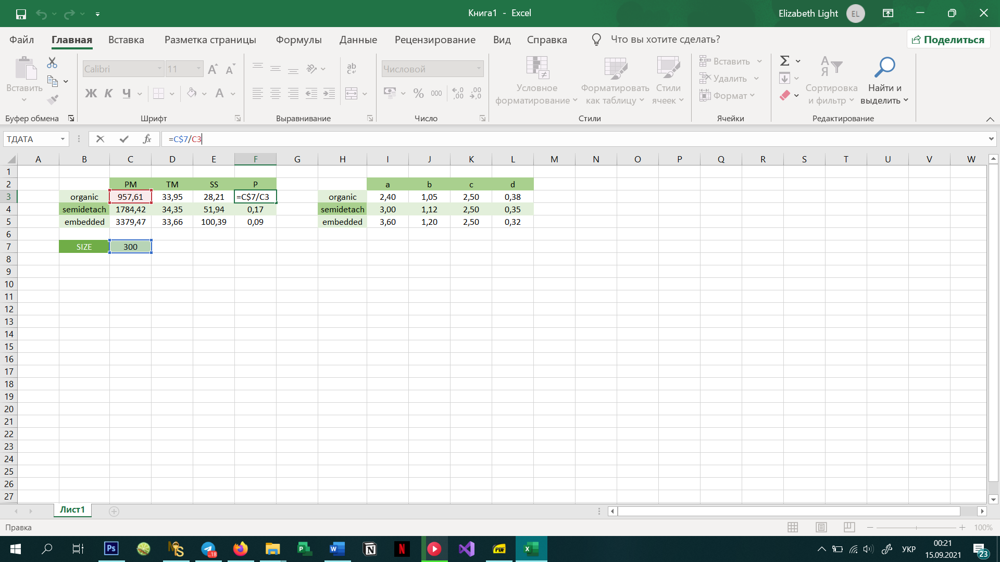 Книга1 - Excel
Elizabeth Light
EL
Файл Главная Вставка Разметка страницы Формулы Данные Рецензирование Вид Справка Что вы хотите сделать? Поделиться
Вставить
Буфер обмена
Calibri 11
Ж К Ч А
Шрифт
ab
Выравнивание
Числовой
% 000
Число
Условное форматирование
Форматировать как таблицу
Стили ячеек
Стили
Вставить
Удалить
Формат
Ячейки
Сортировка и фильтр
Найти и выделить
Редактирование
ТДАТА fx =C$7/C3
A B C D E F G H I J K L M N O P Q R S T U V W
1
2 PM TM SS P a b c d
3 organic 957,61 33,95 28,21 =C$7/C3 organic 2,40 1,05 2,50 0,38
4 semidetach 1784,42 34,35 51,94 0,17 semidetach 3,00 1,12 2,50 0,35
5 embedded 3379,47 33,66 100,39 0,09 embedded 3,60 1,20 2,50 0,32
6
7 SIZE 300
8
9
10
11
12
13
14
15
16
17
18
19
20
21
22
23
24
25
26
27
Лист1
Правка
100%
Ps
..18
P
W
N
N
PDF
X
УКР
00:21
15.09.2021
23